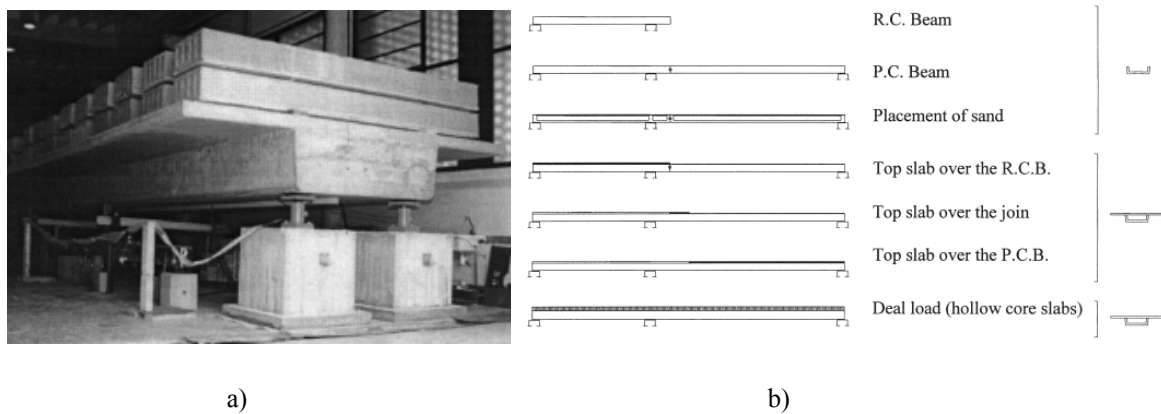 R.C. Beam
P.C. Beam
Placement of sand
Top slab over the R.C.B.
Top slab over the join
Top slab over the P.C.B.
Deal load (hollow core slabs)
a)
b)